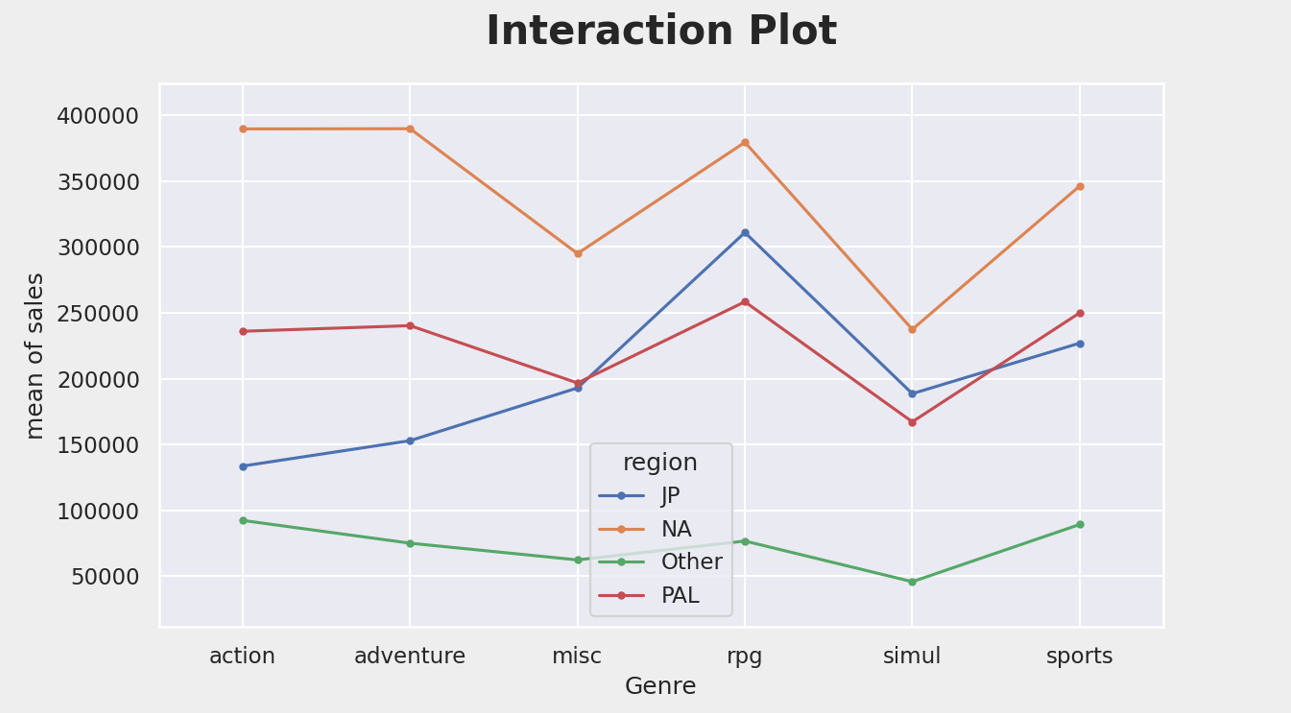 Interaction Plot
400000
350000
300000
250000
200000
150000
100000
50000
mean of sales
region
JP
NA
Other
PAL
action adventure misc rpg simul sports
Genre